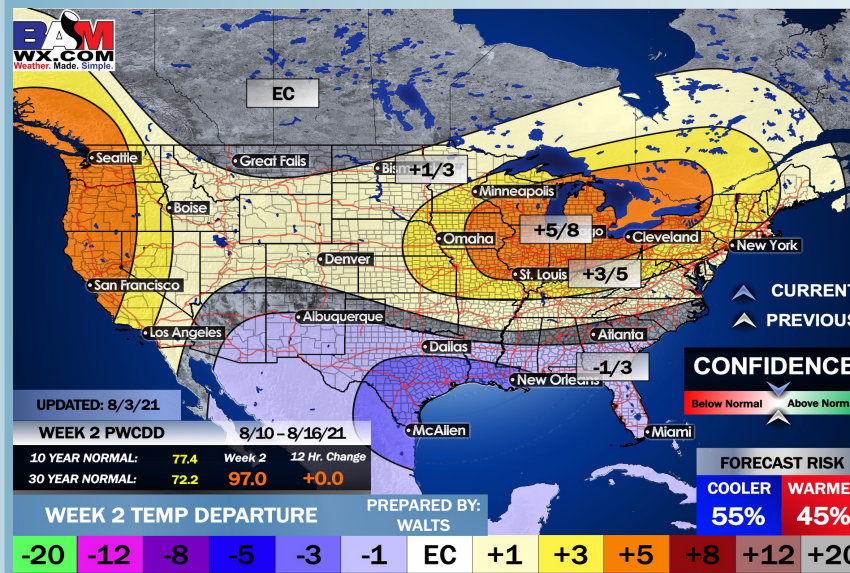 BAM
WX.COM
Weather. Made. Simple.
EC
Seattle
Great Falls
+1/3
Minneapolis
Boise
+5/8
Omaha
Cleveland
New York
Denver
St. Louis
+3/5
San Francisco
CURRENT
Albuquerque
PREVIOUS
Los Angeles
Atlanta
Dallas
CONFIDENCE
-1/3
New Orleans
Below Normal
Above Norm
UPDATED: 8/3/21
WEEK 2 PWCDD 8/10 – 8/16/21
McAllen
Miami
10 YEAR NORMAL: 77.4 Week 2 12 Hr. Change
30 YEAR NORMAL: 72.2 97.0 +0.0
FORECAST RISK
COOLER WARME
55% 45%
WEEK 2 TEMP DEPARTURE
PREPARED BY:
WALTS
-20 -12 -8 -5 -3 -1 EC +1 +3 +5 +8 +12 +20